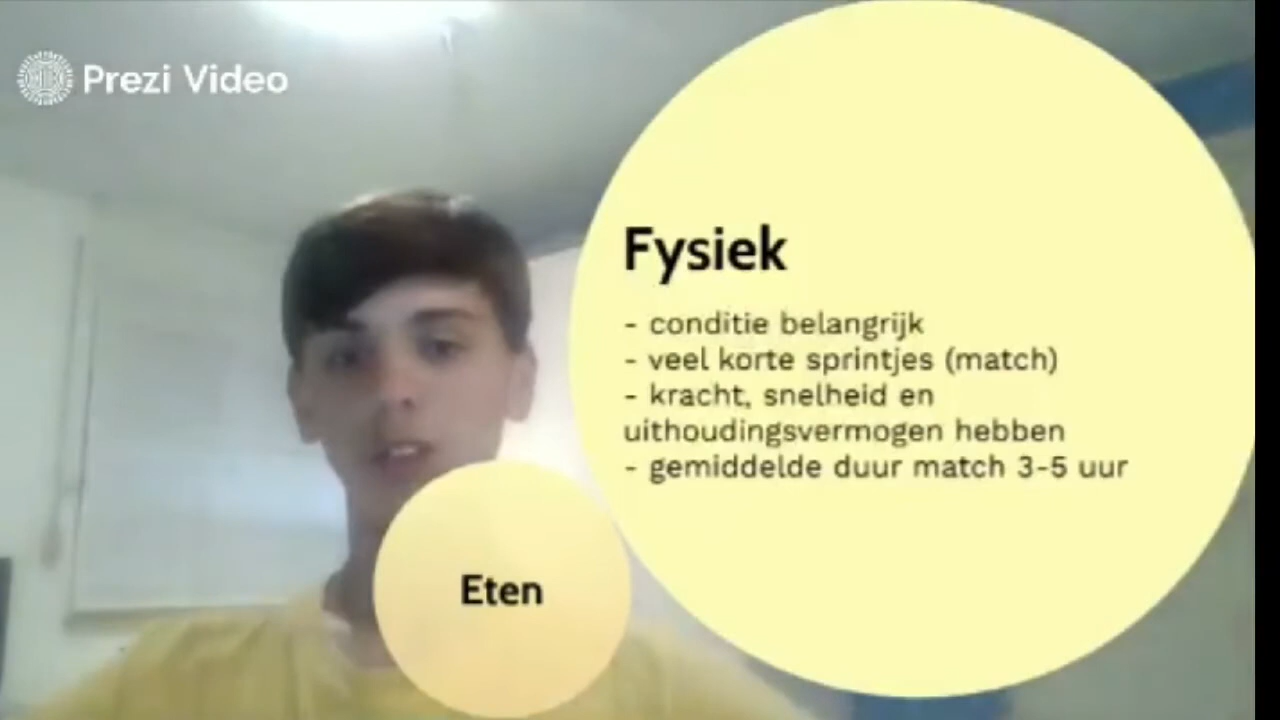 Prezi Video
Fysiek
- conditie belangrijk
- veel korte sprintjes (match)
- kracht, snelheid en
uithoudingsvermogen hebben
- gemiddelde duur match 3-5 uur
Eten